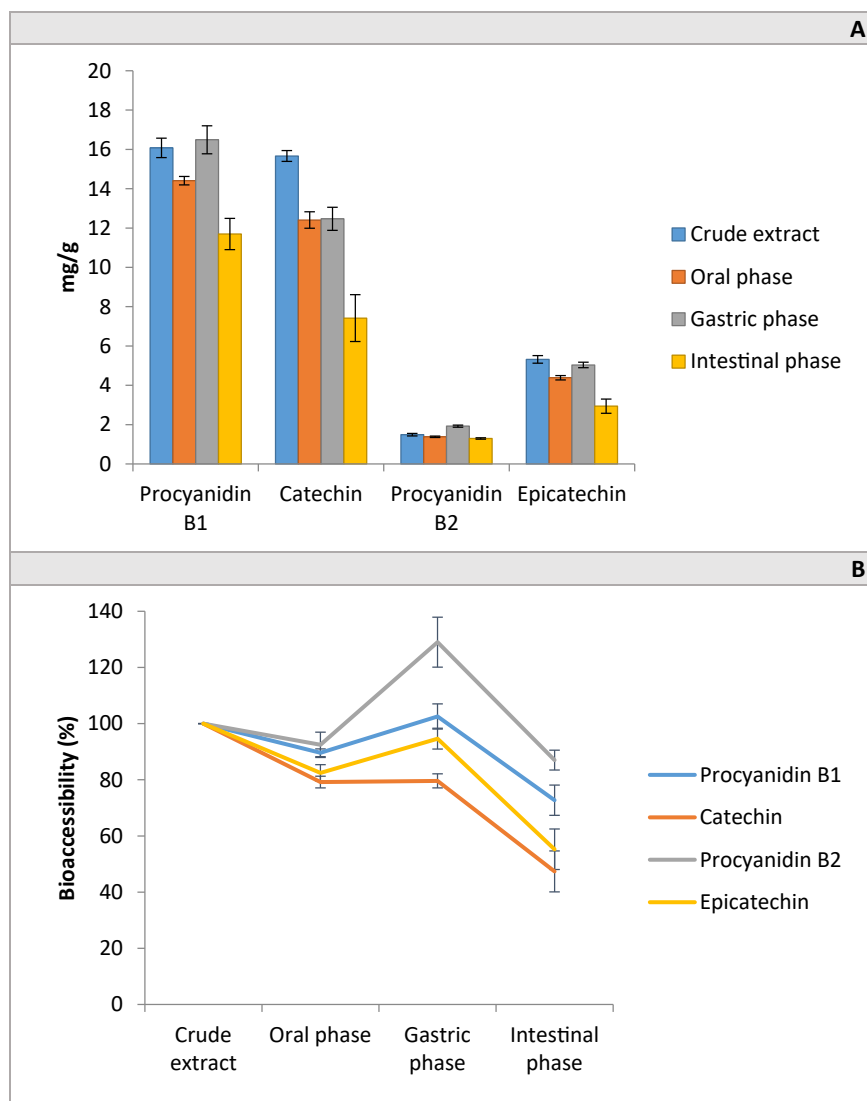 A
20
18
16
14
12
10
8
6
4
2
0
mg/g
Procyanidin
B1
Catechin
Procyanidin
B2
Epicatechin
Crude extract
Oral phase
Gastric phase
Intestinal phase
B
140
120
100
80
60
40
20
0
Bioaccessibility (%)
Crude
extract
Oral phase
Gastric
phase
Intestinal
phase
Procyanidin B1
Catechin
Procyanidin B2
Epicatechin